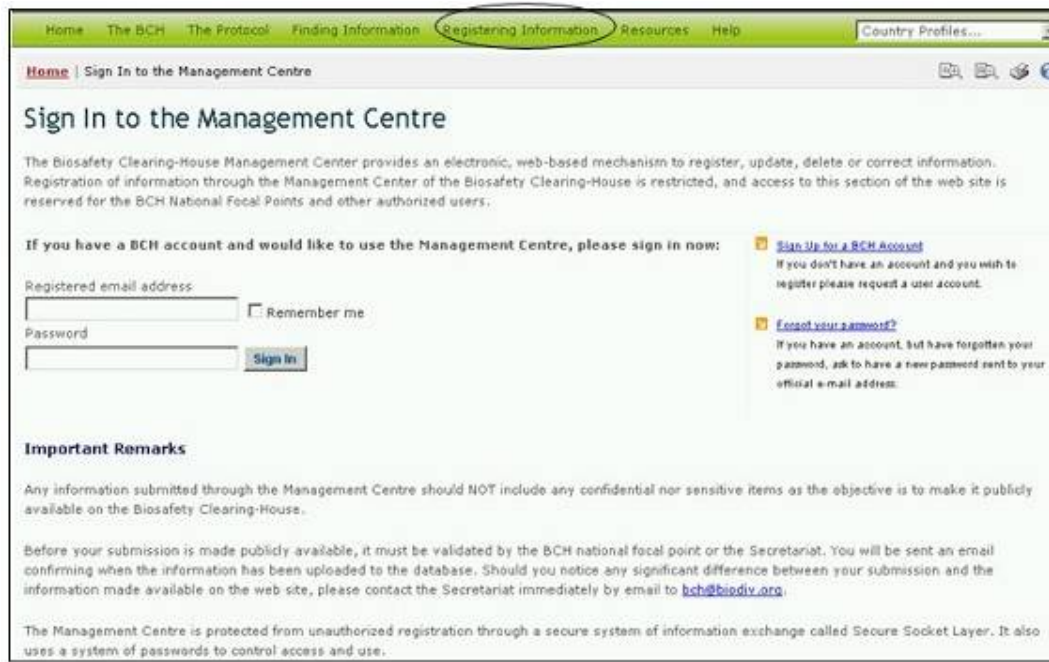 Home The BCH The Protocol Finding Information Registering Information Resources Help Country Profiles...
Home | Sign In to the Management Centre
Sign In to the Management Centre
The Biosafety Clearing-House Management Center provides an electronic, web-based mechanism to register, update, delete or correct information.
Registration of information through the Management Center of the Biosafety Clearing-House is restricted, and access to this section of the web site is
reserved for the BCH National Focal Points and other authorized users.
If you have a BCH account and would like to use the Management Centre, please sign in now:
Sign Up for a BCH Account
If you don't have an account and you wish to
register please request a user account.
Registered email address
Remember me
Password
Sign In
Forgot your password?
If you have an account, but have forgotten your
password, ask to have a new password sent to your
official e-mail address.
Important Remarks
Any information submitted through the Management Centre should NOT include any confidential nor sensitive items as the objective is to make it publicly
available on the Biosafety Clearing-House.
Before your submission is made publicly available, it must be validated by the BCH national focal point or the Secretariat. You will be sent an email
confirming when the information has been uploaded to the database. Should you notice any significant difference between your submission and the
information made available on the web site, please contact the Secretariat immediately by email to bch@biodiv.org.
The Management Centre is protected from unauthorized registration through a secure system of information exchange called Secure Socket Layer. It also
uses a system of passwords to control access and use.